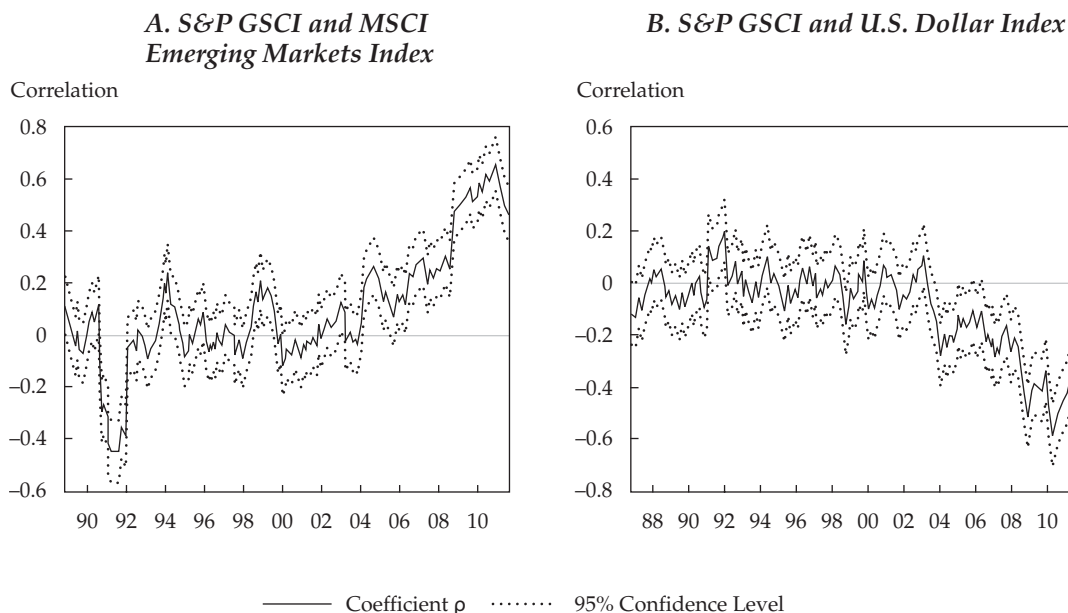 A. S&P GSCI and MSCI
Emerging Markets Index
Correlation
0.8
0.6
0.4
0.2
0
–0.2
–0.4
–0.6
90 92 94 96 98 00 02 04 06 08 10
B. S&P GSCI and U.S. Dollar Index
Correlation
0.6
0.4
0.2
0
–0.2
–0.4
–0.6
–0.8
88 90 92 94 96 98 00 02 04 06 08 10
Coefficient ρ
95% Confidence Level